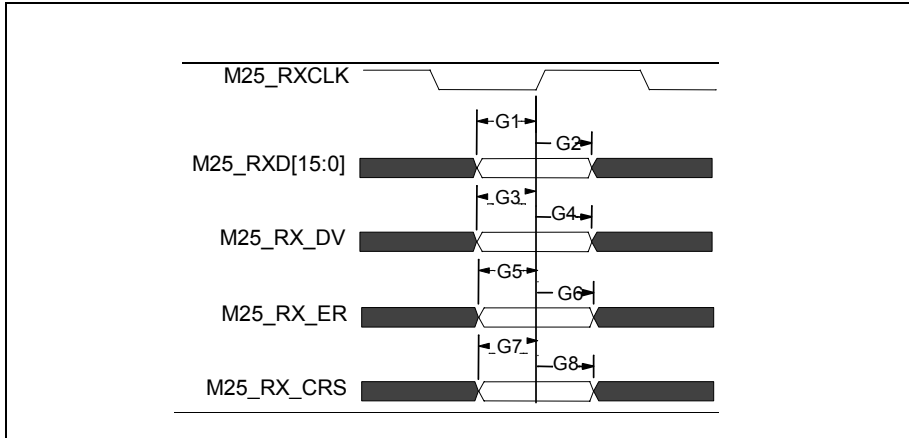 M25_RXCLK
G1
G2
M25_RXD[15:0]
G3
G4
M25_RX_DV
G5
G6
M25_RX_ER
G7
G8
M25_RX_CRS